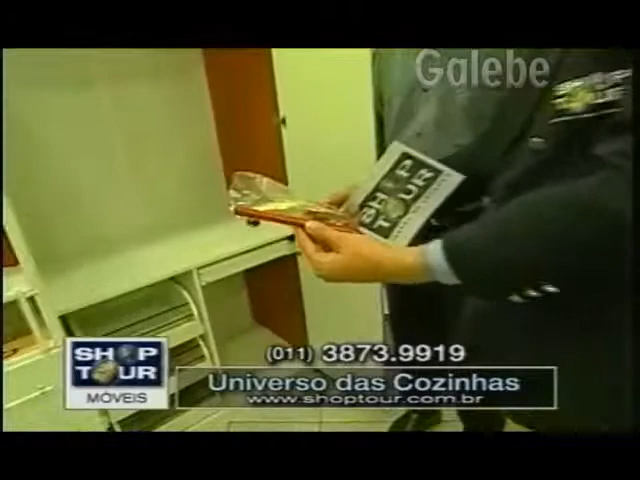 Galebe
SHOP
TOUR
(011) 3873.9919
SHOP
TOUR
MÓVEIS
Universo das Cozinhas
www.shoptour.com.br